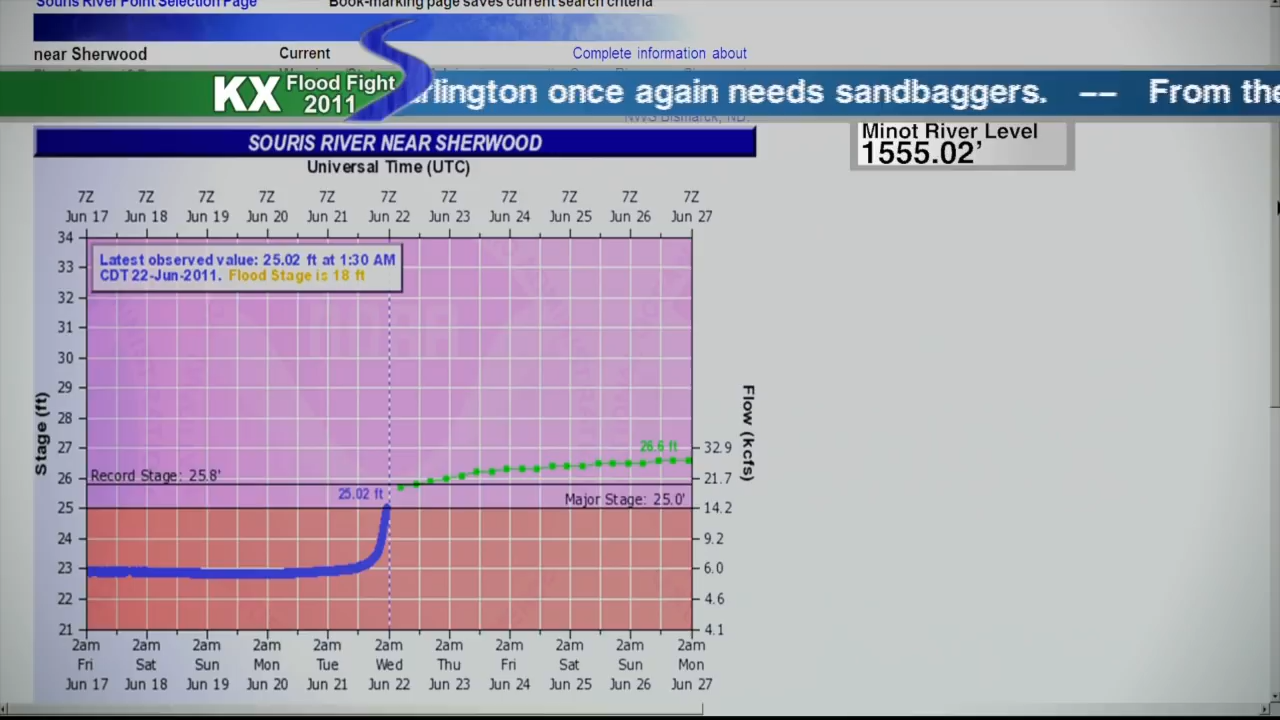 Souris River Point Selection Page
Book-marking page saves current search criteria
near Sherwood
Current
Complete information about
KX Flood Fight 2011
rlington once again needs sandbaggers. -- From the
NWS Bismarck, ND.
Minot River Level
1555.02'
SOURIS RIVER NEAR SHERWOOD
Universal Time (UTC)
7Z 7Z 7Z 7Z 7Z 7Z 7Z 7Z 7Z 7Z 7Z
Jun 17 Jun 18 Jun 19 Jun 20 Jun 21 Jun 22 Jun 23 Jun 24 Jun 25 Jun 26 Jun 27
34
Latest observed value: 25.02 ft at 1:30 AM
CDT 22-Jun-2011. Flood Stage is 18 ft
33
32
31
30
29
28
27
26
25
24
23
22
21
Stage (ft)
NOAA
Flow (kcfs)
26.6 ft
32.9
21.7
14.2
9.2
6.0
4.6
4.1
Record Stage: 25.8'
25.02 ft
Major Stage: 25.0'
2am 2am 2am 2am 2am 2am 2am 2am 2am 2am 2am
Fri Sat Sun Mon Tue Wed Thu Fri Sat Sun Mon
Jun 17 Jun 18 Jun 19 Jun 20 Jun 21 Jun 22 Jun 23 Jun 24 Jun 25 Jun 26 Jun 27